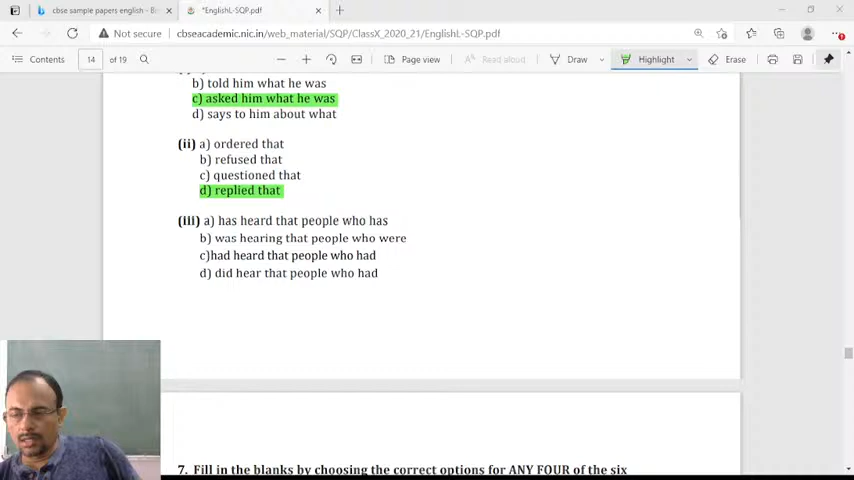 cbse sample papers english - Bin
*EnglishL-SQP.pdf
Not secure
cbseacademic.nic.in/web_material/SQP/ClassX_2020_21/EnglishL-SQP.pdf
Contents
14
of 19
Page view
Read aloud
Draw
Highlight
Erase
b) told him what he was
c) asked him what he was
d) says to him about what
(ii) a) ordered that
b) refused that
c) questioned that
d) replied that
(iii) a) has heard that people who has
b) was hearing that people who were
c)had heard that people who had
d) did hear that people who had
7. Fill in the blanks by choosing the correct options for ANY FOUR of the six